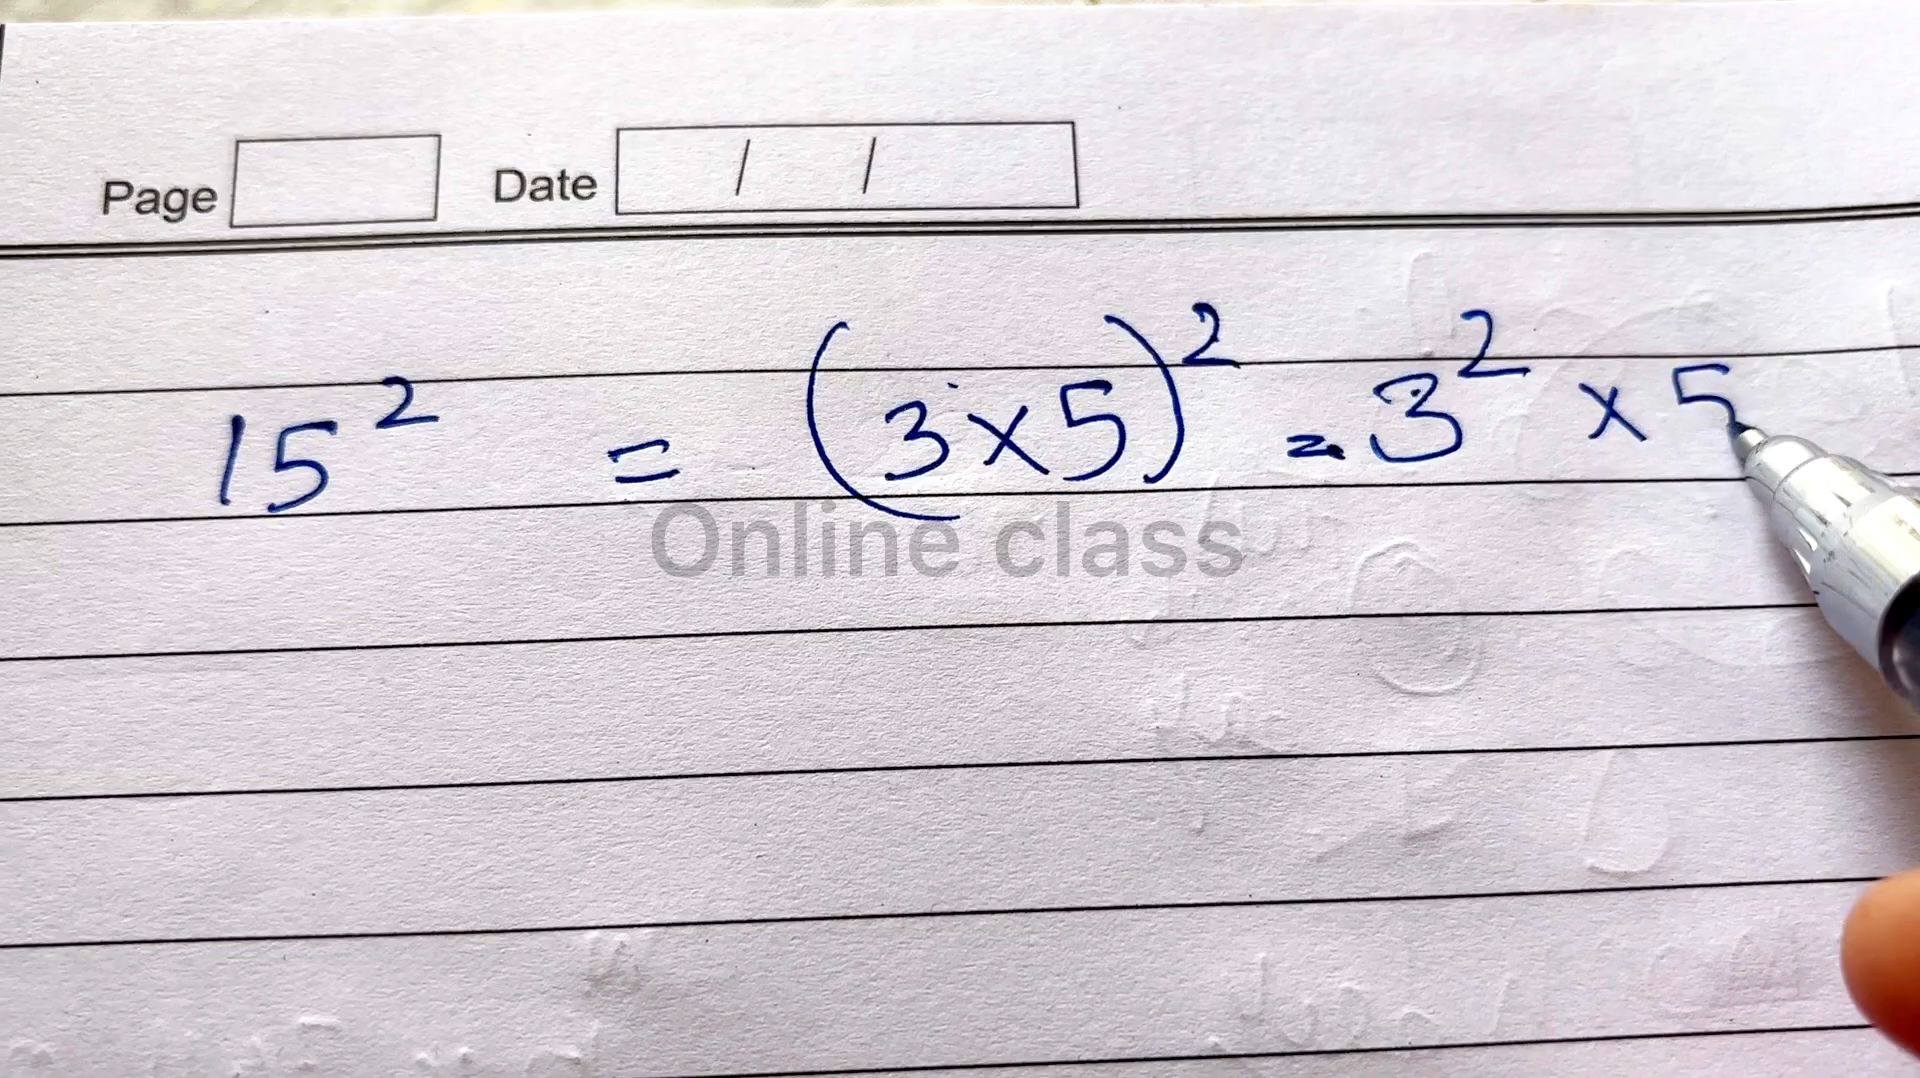 Page Date / /
15² = (3×5)² = 3² × 5
Online class